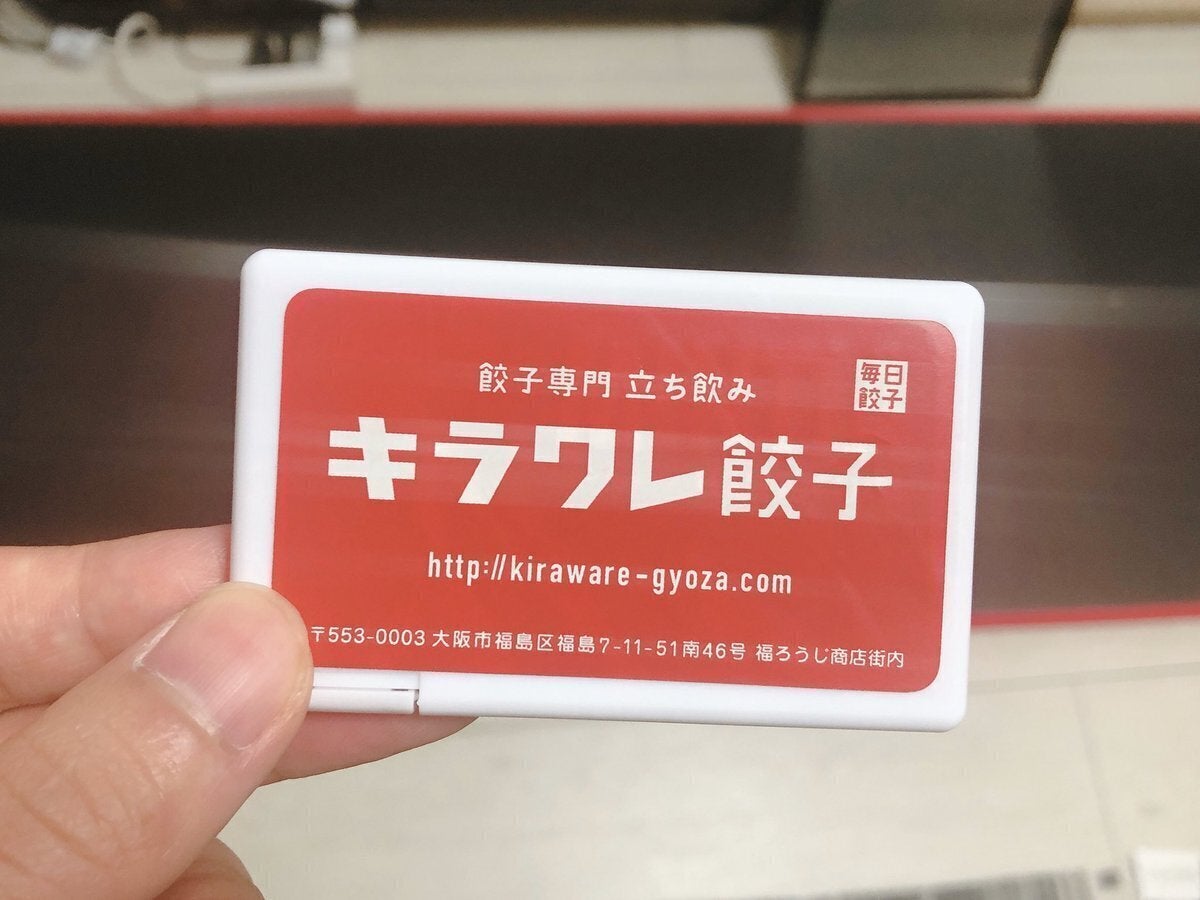 餃子専門 立ち飲み
毎日
餃子
キラワレ餃子
http://kiraware-gyoza.com
〒553-0003 大阪市福島区福島7-11-51南46号 福ろうじ商店街内